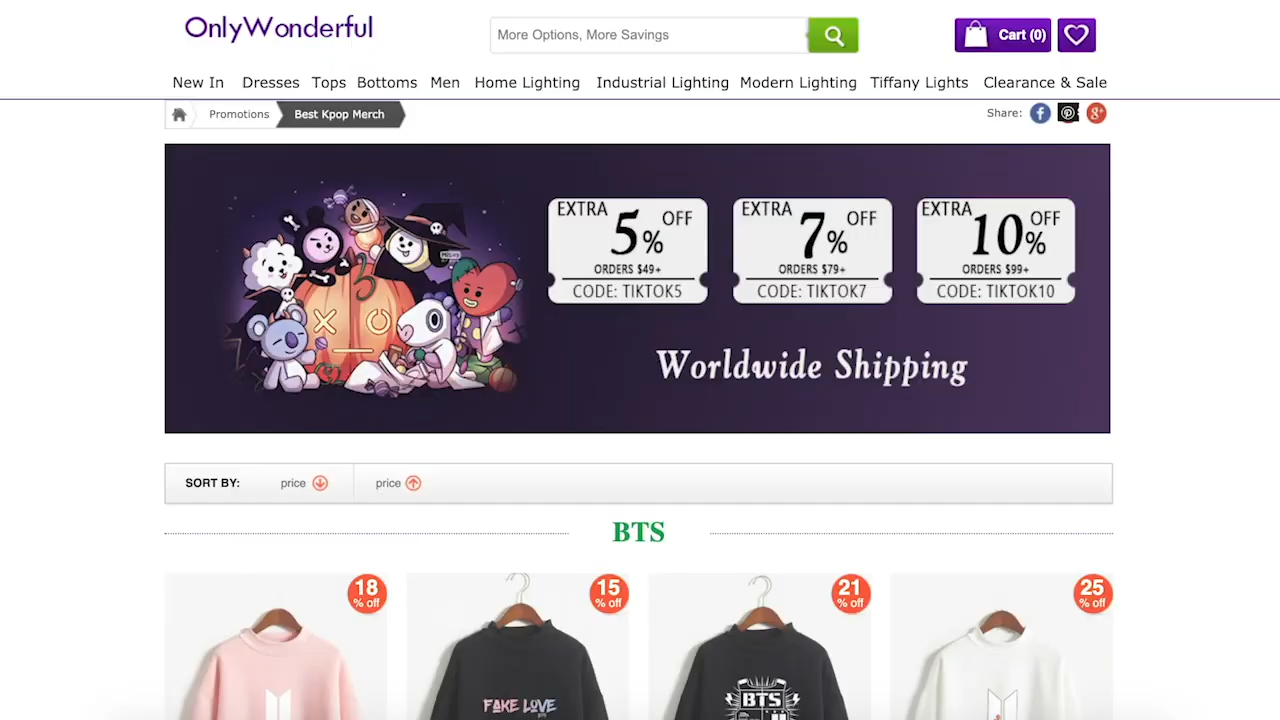 OnlyWonderful
More Options, More Savings
Cart (0)
New In Dresses Tops Bottoms Men Home Lighting Industrial Lighting Modern Lighting Tiffany Lights Clearance & Sale
Promotions Best Kpop Merch
Share:
EXTRA 5% OFF
ORDERS $49+
CODE: TIKTOK5
EXTRA 7% OFF
ORDERS $79+
CODE: TIKTOK7
EXTRA 10% OFF
ORDERS $99+
CODE: TIKTOK10
Worldwide Shipping
SORT BY: price price
BTS
18 % off
15 % off
21 % off
25 % off
FAKE LOVE
BTS